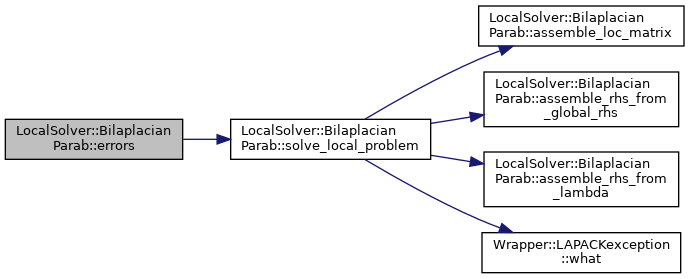 LocalSolver::Bilaplacian
Parab::errors
LocalSolver::Bilaplacian
Parab::solve_local_problem
LocalSolver::Bilaplacian
Parab::assemble_loc_matrix
LocalSolver::Bilaplacian
Parab::assemble_rhs_from
_global_rhs
LocalSolver::Bilaplacian
Parab::assemble_rhs_from
_lambda
Wrapper::LAPACKexception
::what